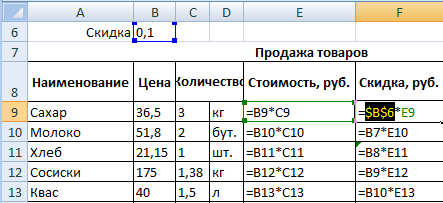 A B C D E F
6 Скидка 0,1
7 Продажа товаров
8 Наименование Цена Количество Стоимость, руб. Скидка, руб.
9 Сахар 36,5 3 кг =B9*C9 =$B$6*E9
10 Молоко 51,8 2 бут. =B10*C10 =B7*E10
11 Хлеб 21,15 1 шт. =B11*C11 =B8*E11
12 Сосиски 175 1,38 кг =B12*C12 =B9*E12
13 Квас 40 1,5 л =B13*C13 =B10*E13